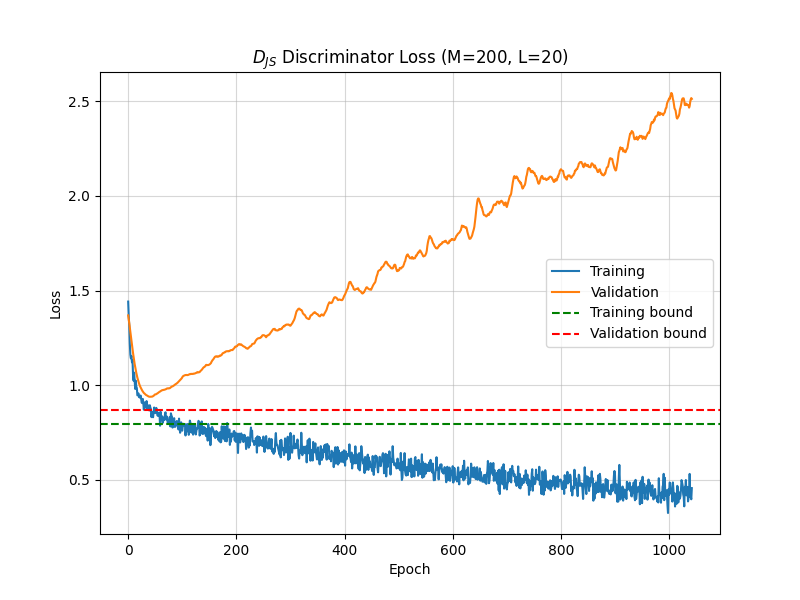 D_JS Discriminator Loss (M=200, L=20)
2.5
2.0
1.5
1.0
0.5
Loss
Training
Validation
Training bound
Validation bound
0 200 400 600 800 1000
Epoch